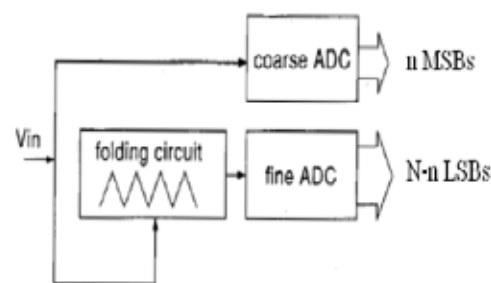 coarse ADC
n MSBs
Vin
folding circuit
fine ADC
N-n LSBs